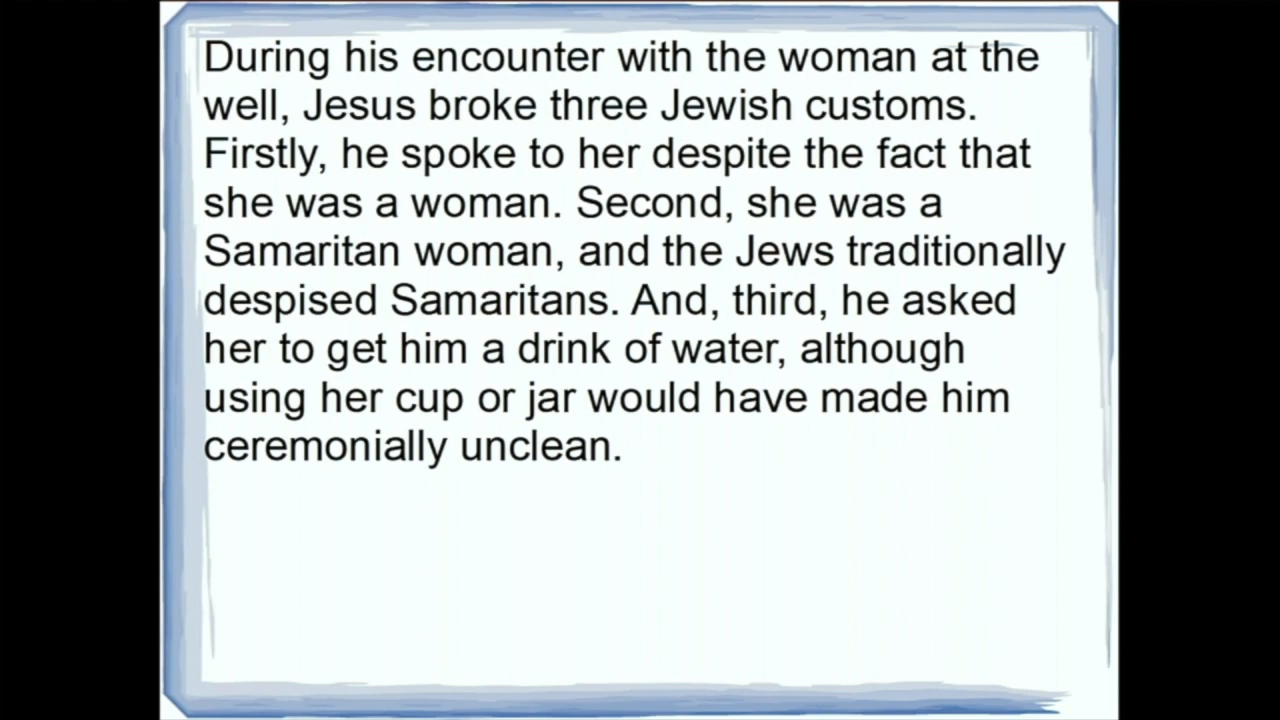 During his encounter with the woman at the
well, Jesus broke three Jewish customs.
Firstly, he spoke to her despite the fact that
she was a woman. Second, she was a
Samaritan woman, and the Jews traditionally
despised Samaritans. And, third, he asked
her to get him a drink of water, although
using her cup or jar would have made him
ceremonially unclean.